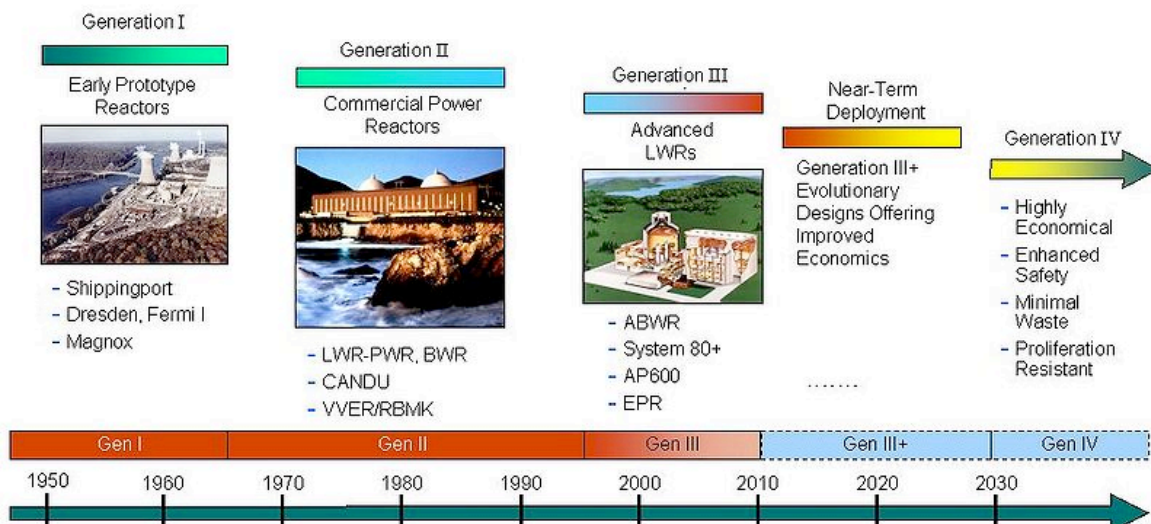 Generation I
Early Prototype
Reactors
- Shippingport
- Dresden, Fermi I
- Magnox
Generation II
Commercial Power
Reactors
- LWR-PWR, BWR
- CANDU
- VVER/RBMK
Generation III
Advanced
LWRs
- ABWR
- System 80+
- AP600
- EPR
Near-Term
Deployment
Generation III+
Evolutionary
Designs Offering
Improved
Economics
.......
Generation IV
- Highly
Economical
- Enhanced
Safety
- Minimal
Waste
- Proliferation
Resistant
Gen I Gen II Gen III Gen III+ Gen IV
1950 1960 1970 1980 1990 2000 2010 2020 2030